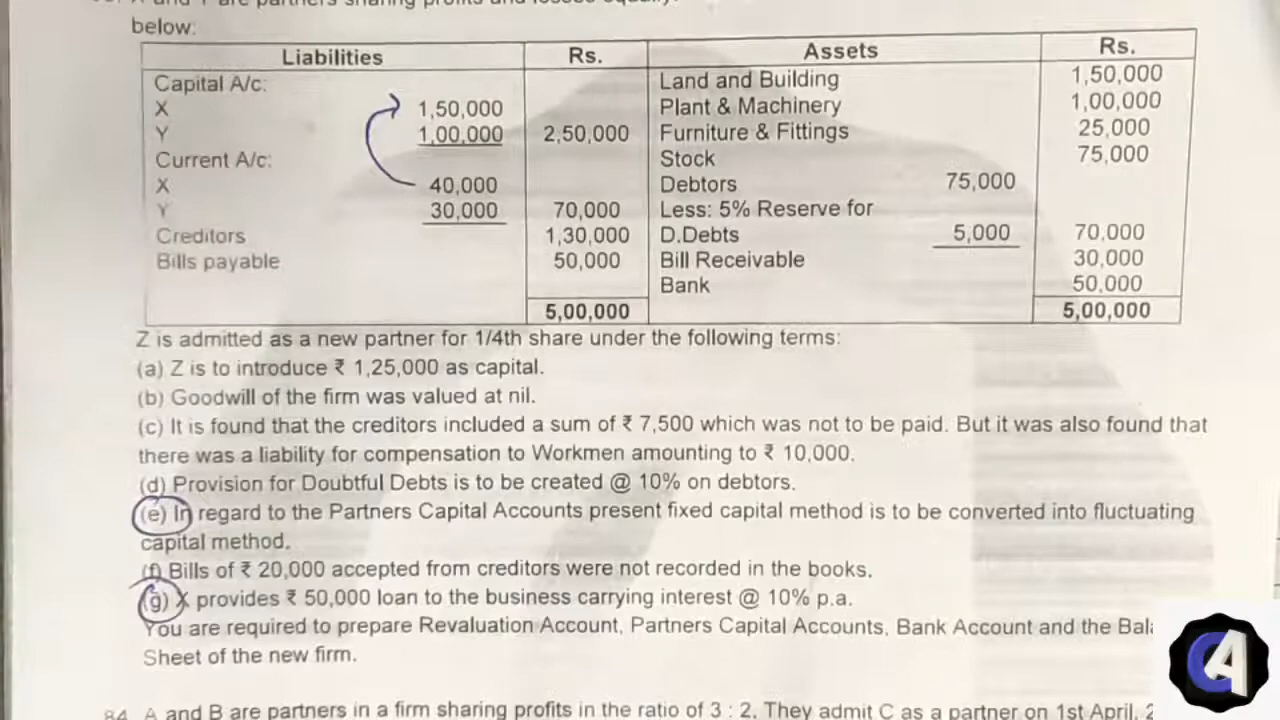 below:
Liabilities Rs. Assets Rs.
Capital A/c: Land and Building 1,50,000
X 1,50,000 Plant & Machinery 1,00,000
Y 1,00,000 2,50,000 Furniture & Fittings 25,000
Current A/c: Stock 75,000
X 40,000 Debtors 75,000
Y 30,000 70,000 Less: 5% Reserve for
Creditors 1,30,000 D.Debts 5,000 70,000
Bills payable 50,000 Bill Receivable 30,000
Bank 50,000
5,00,000 5,00,000
Z is admitted as a new partner for 1/4th share under the following terms:
(a) Z is to introduce ₹ 1,25,000 as capital.
(b) Goodwill of the firm was valued at nil.
(c) It is found that the creditors included a sum of ₹ 7,500 which was not to be paid. But it was also found that
there was a liability for compensation to Workmen amounting to ₹ 10,000.
(d) Provision for Doubtful Debts is to be created @ 10% on debtors.
(e) In regard to the Partners Capital Accounts present fixed capital method is to be converted into fluctuating
capital method.
(f) Bills of ₹ 20,000 accepted from creditors were not recorded in the books.
(g) X provides ₹ 50,000 loan to the business carrying interest @ 10% p.a.
You are required to prepare Revaluation Account, Partners Capital Accounts, Bank Account and the Bala
Sheet of the new firm.
CA
84. A and B are partners in a firm sharing profits in the ratio of 3 : 2. They admit C as a partner on 1st April, 2